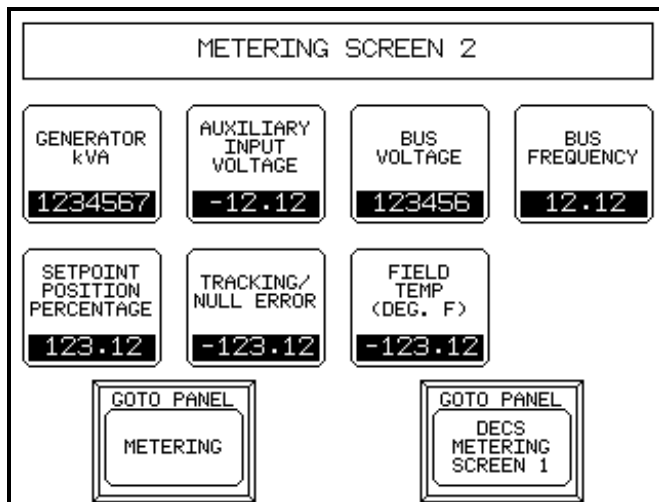 METERING SCREEN 2
GENERATOR
kVA
1234567
AUXILIARY
INPUT
VOLTAGE
-12.12
BUS
VOLTAGE
123456
BUS
FREQUENCY
12.12
SETPOINT
POSITION
PERCENTAGE
123.12
TRACKING/
NULL ERROR
-123.12
FIELD
TEMP
(DEG. F)
-123.12
GOTO PANEL
METERING
GOTO PANEL
DECS
METERING
SCREEN 1